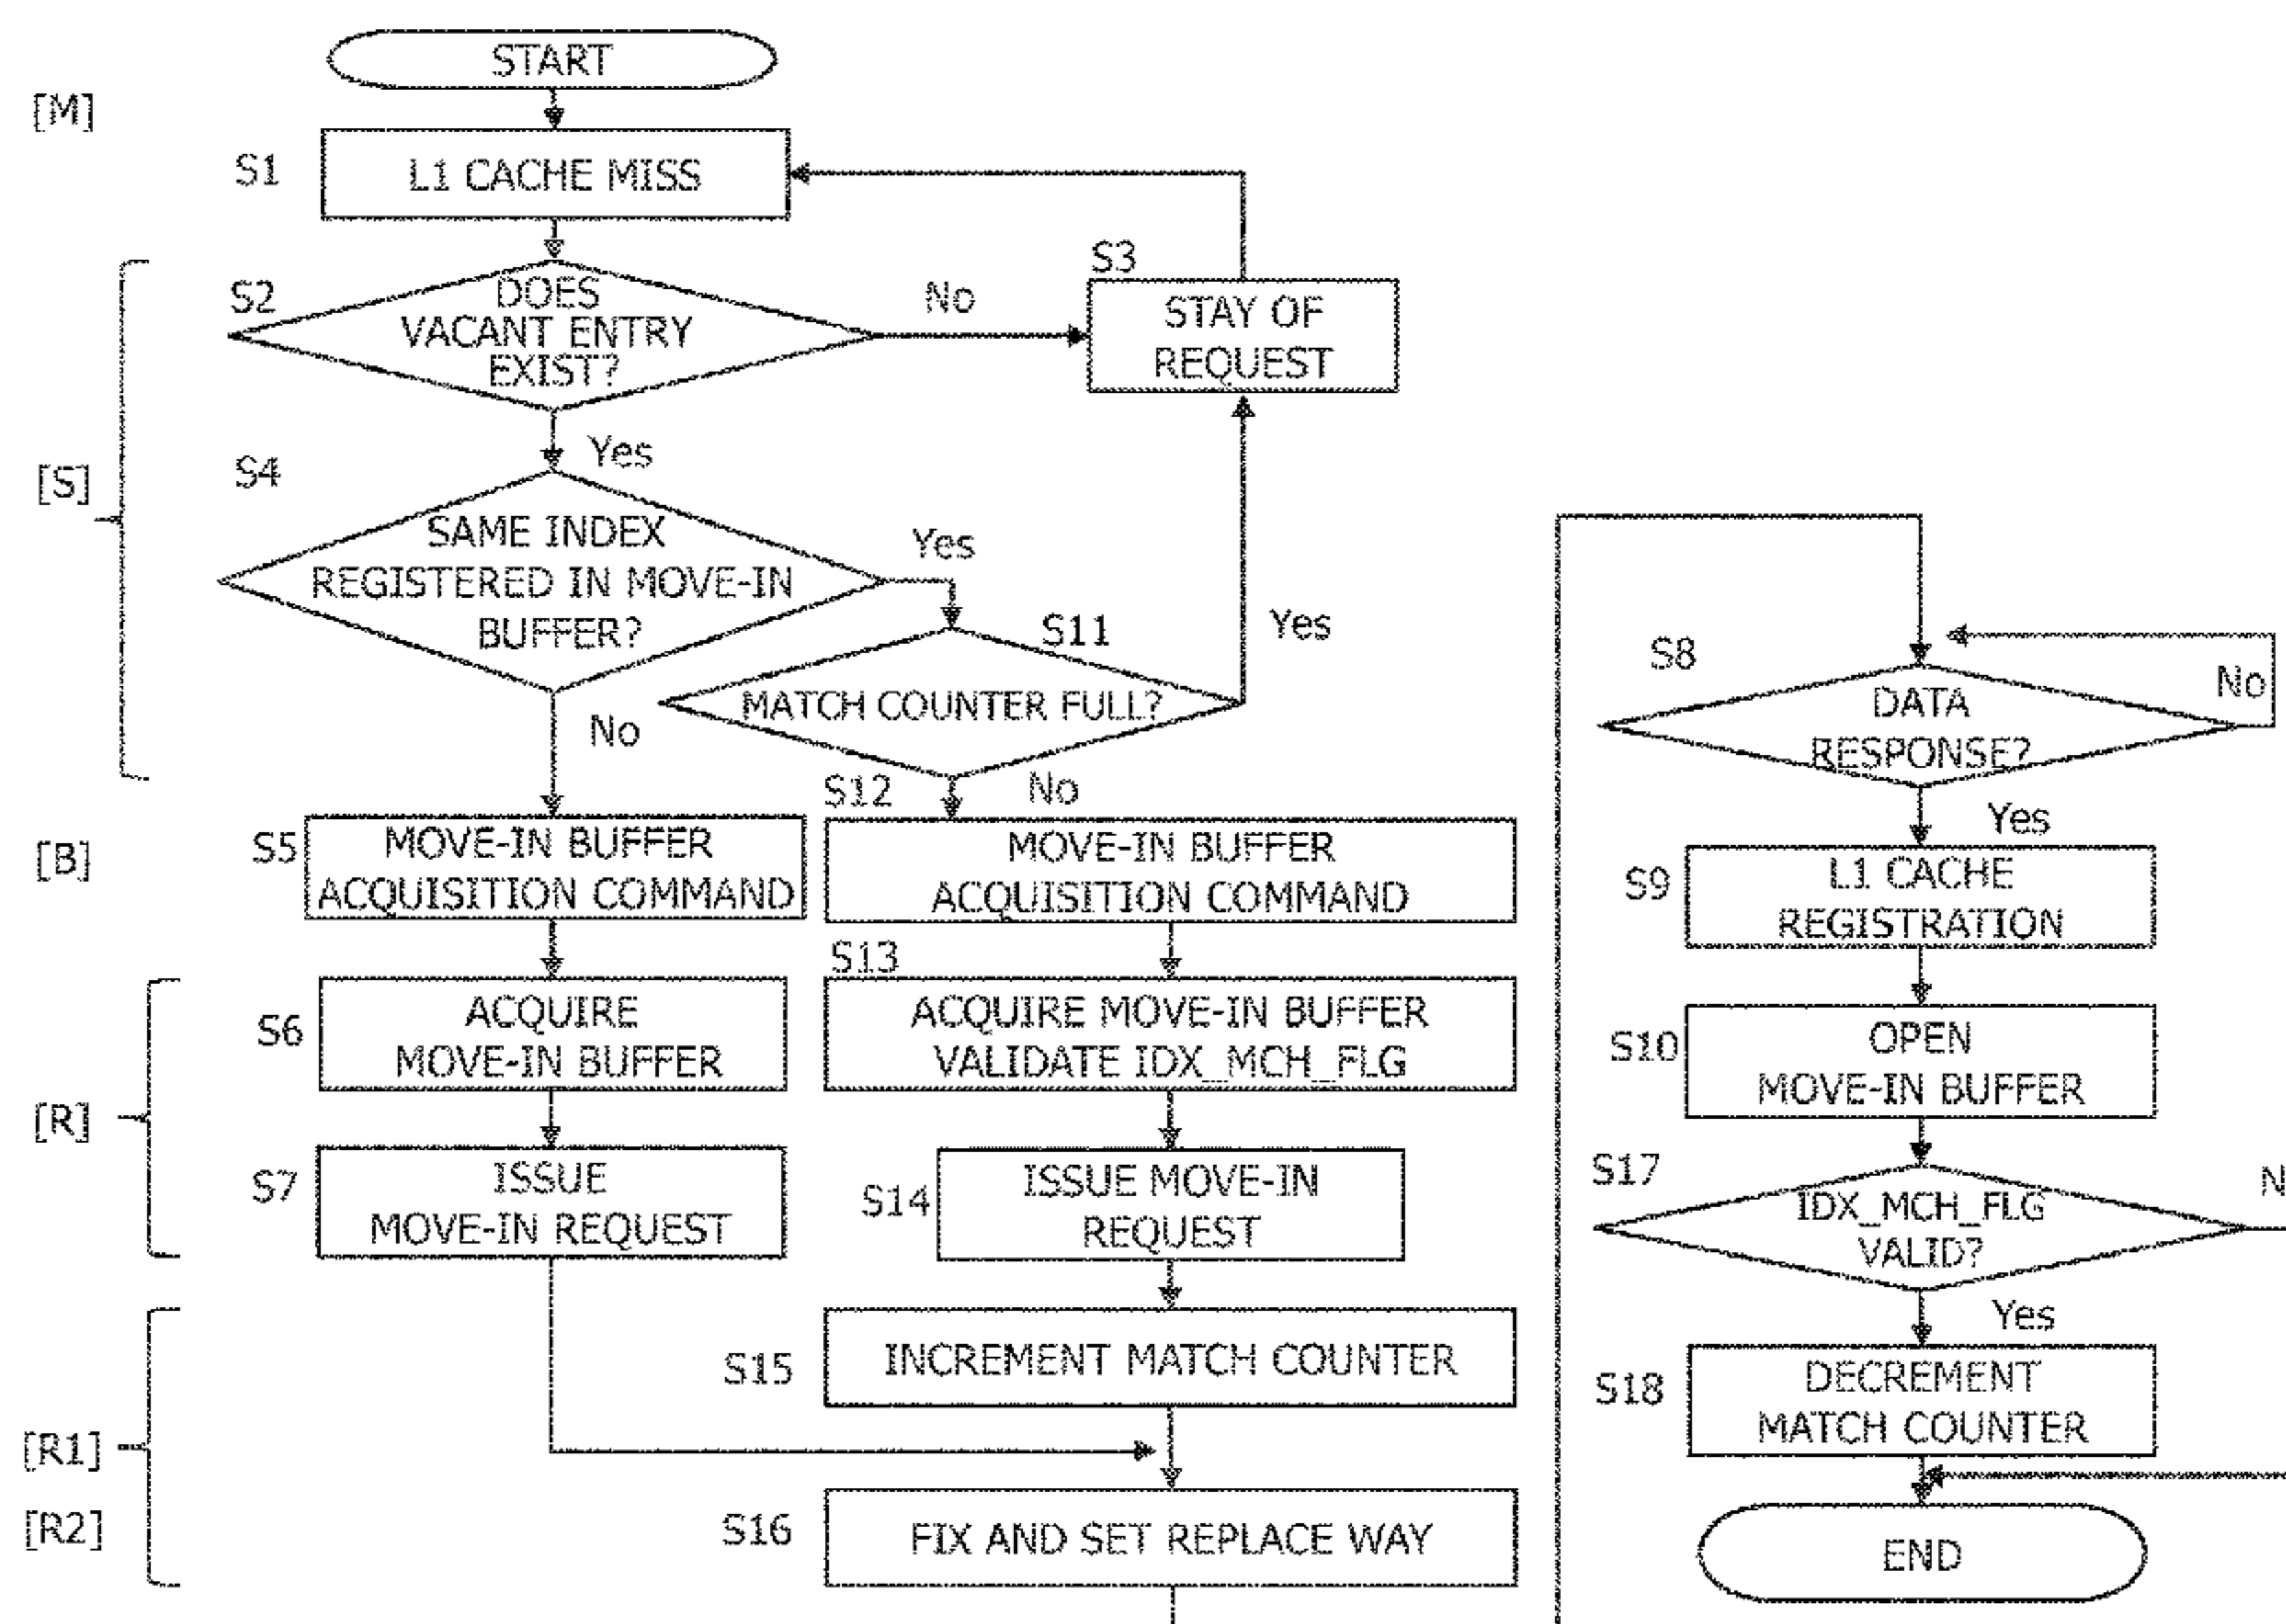 START
[M]
S1
L1 CACHE MISS
S2
DOES
VACANT ENTRY
EXIST?
No
S3
STAY OF
REQUEST
Yes
[S]
S4
SAME INDEX
REGISTERED IN MOVE-IN
BUFFER?
Yes
No
S11
MATCH COUNTER FULL?
Yes
No
[B]
S5
MOVE-IN BUFFER
ACQUISITION COMMAND
S12
MOVE-IN BUFFER
ACQUISITION COMMAND
[R]
S6
ACQUIRE
MOVE-IN BUFFER
S13
ACQUIRE MOVE-IN BUFFER
VALIDATE IDX_MCH_FLG
S7
ISSUE
MOVE-IN REQUEST
S14
ISSUE MOVE-IN
REQUEST
[R1]
S15
INCREMENT MATCH COUNTER
[R2]
S16
FIX AND SET REPLACE WAY
S8
DATA
RESPONSE?
No
Yes
S9
L1 CACHE
REGISTRATION
S10
OPEN
MOVE-IN BUFFER
S17
IDX_MCH_FLG
VALID?
N
Yes
S18
DECREMENT
MATCH COUNTER
END